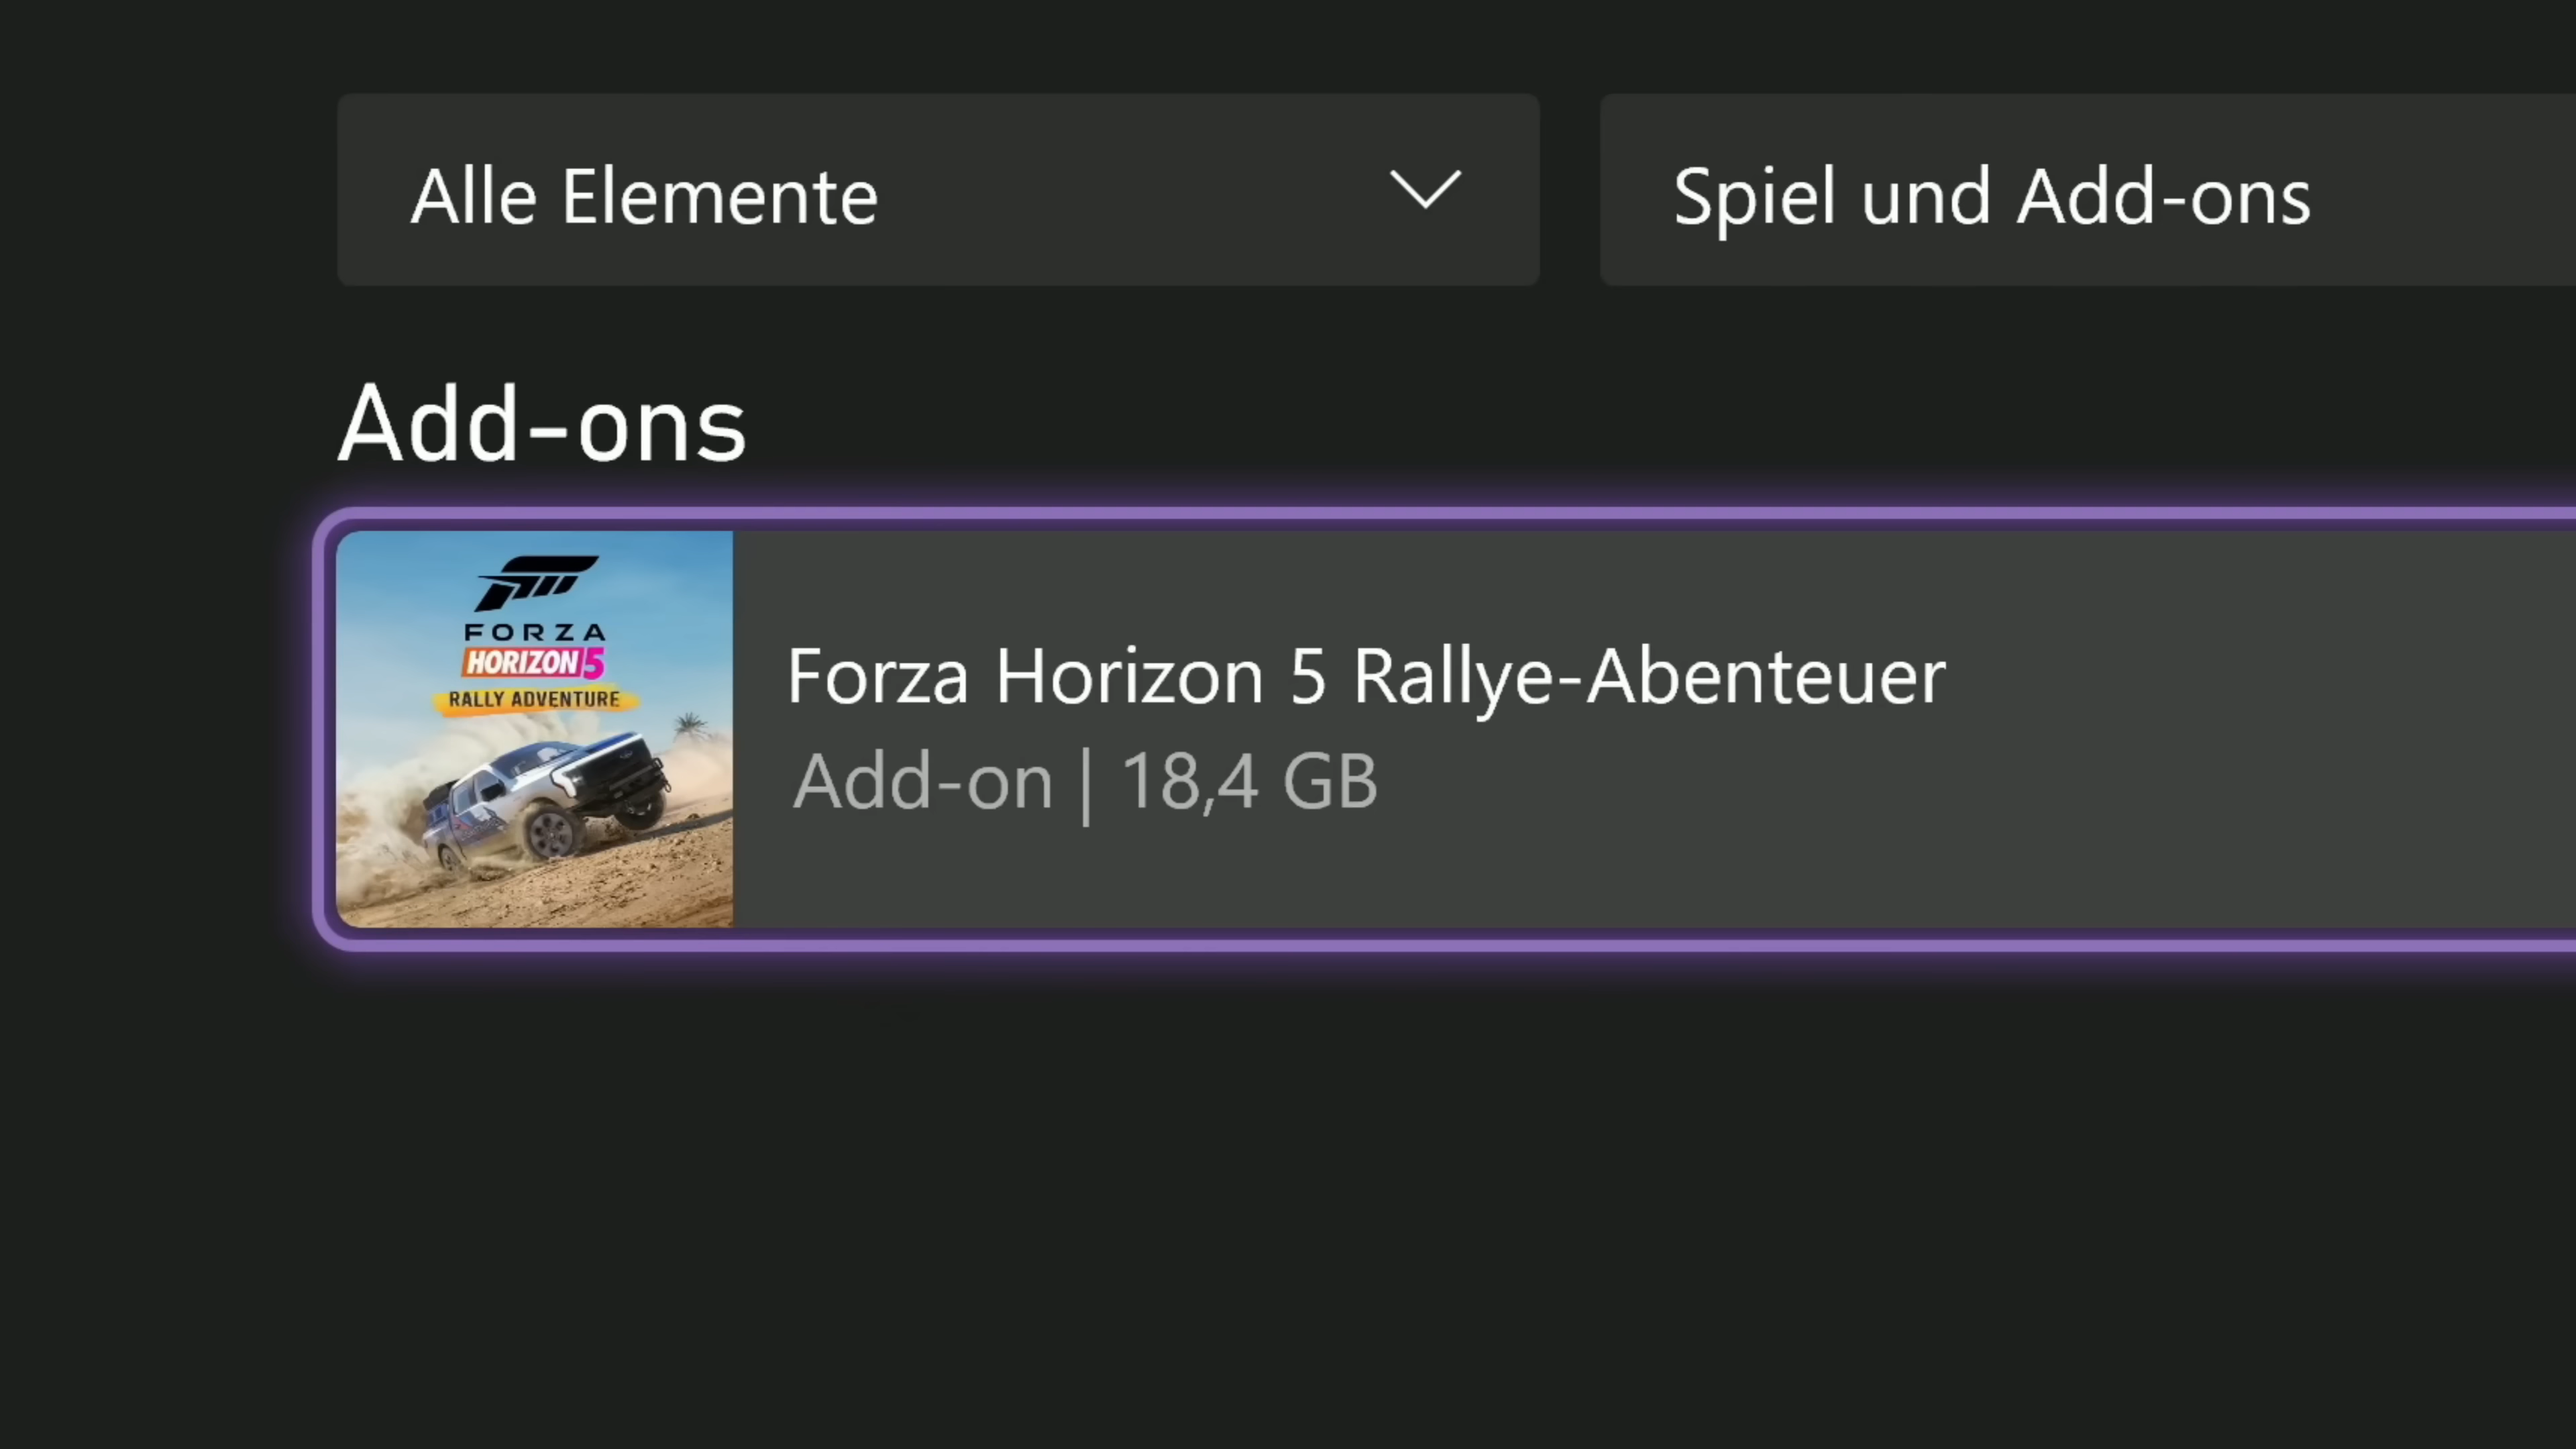 Alle Elemente
Spiel und Add-ons
Add-ons
FORZA
HORIZON 5
RALLY ADVENTURE
Forza Horizon 5 Rallye-Abenteuer
Add-on | 18,4 GB